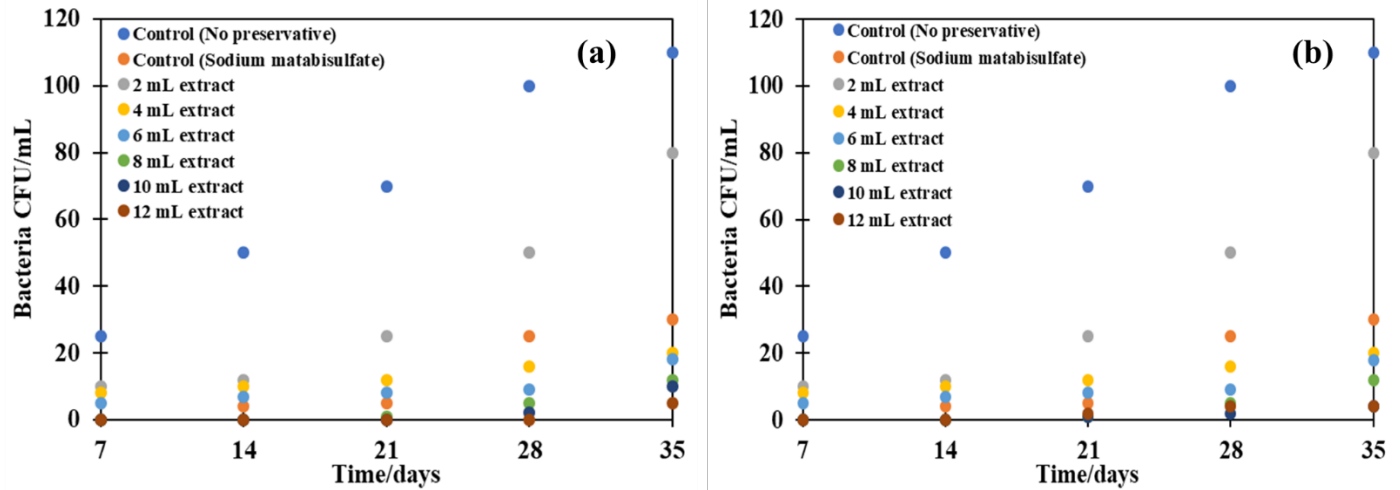 120
100
80
60
40
20
0
Bacteria CFU/mL
Control (No preservative)
Control (Sodium matabisulfate)
2 mL extract
4 mL extract
6 mL extract
8 mL extract
10 mL extract
12 mL extract
(a)
7 14 21 28 35
Time/days
120
100
80
60
40
20
0
Bacteria CFU/mL
Control (No preservative)
Control (Sodium matabisulfate)
2 mL extract
4 mL extract
6 mL extract
8 mL extract
10 mL extract
12 mL extract
(b)
7 14 21 28 35
Time/days